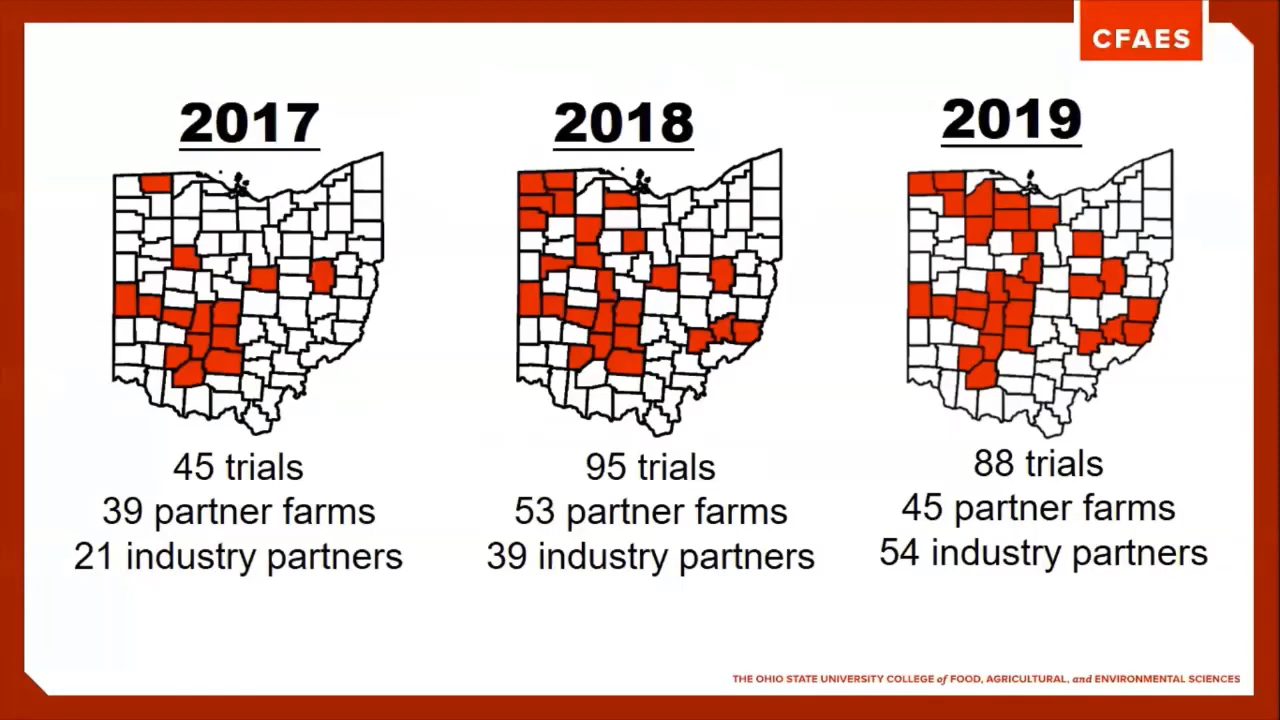 CFAES
2017
2018
2019
45 trials
39 partner farms
21 industry partners
95 trials
53 partner farms
39 industry partners
88 trials
45 partner farms
54 industry partners
THE OHIO STATE UNIVERSITY COLLEGE of FOOD, AGRICULTURAL, and ENVIRONMENTAL SCIENCES